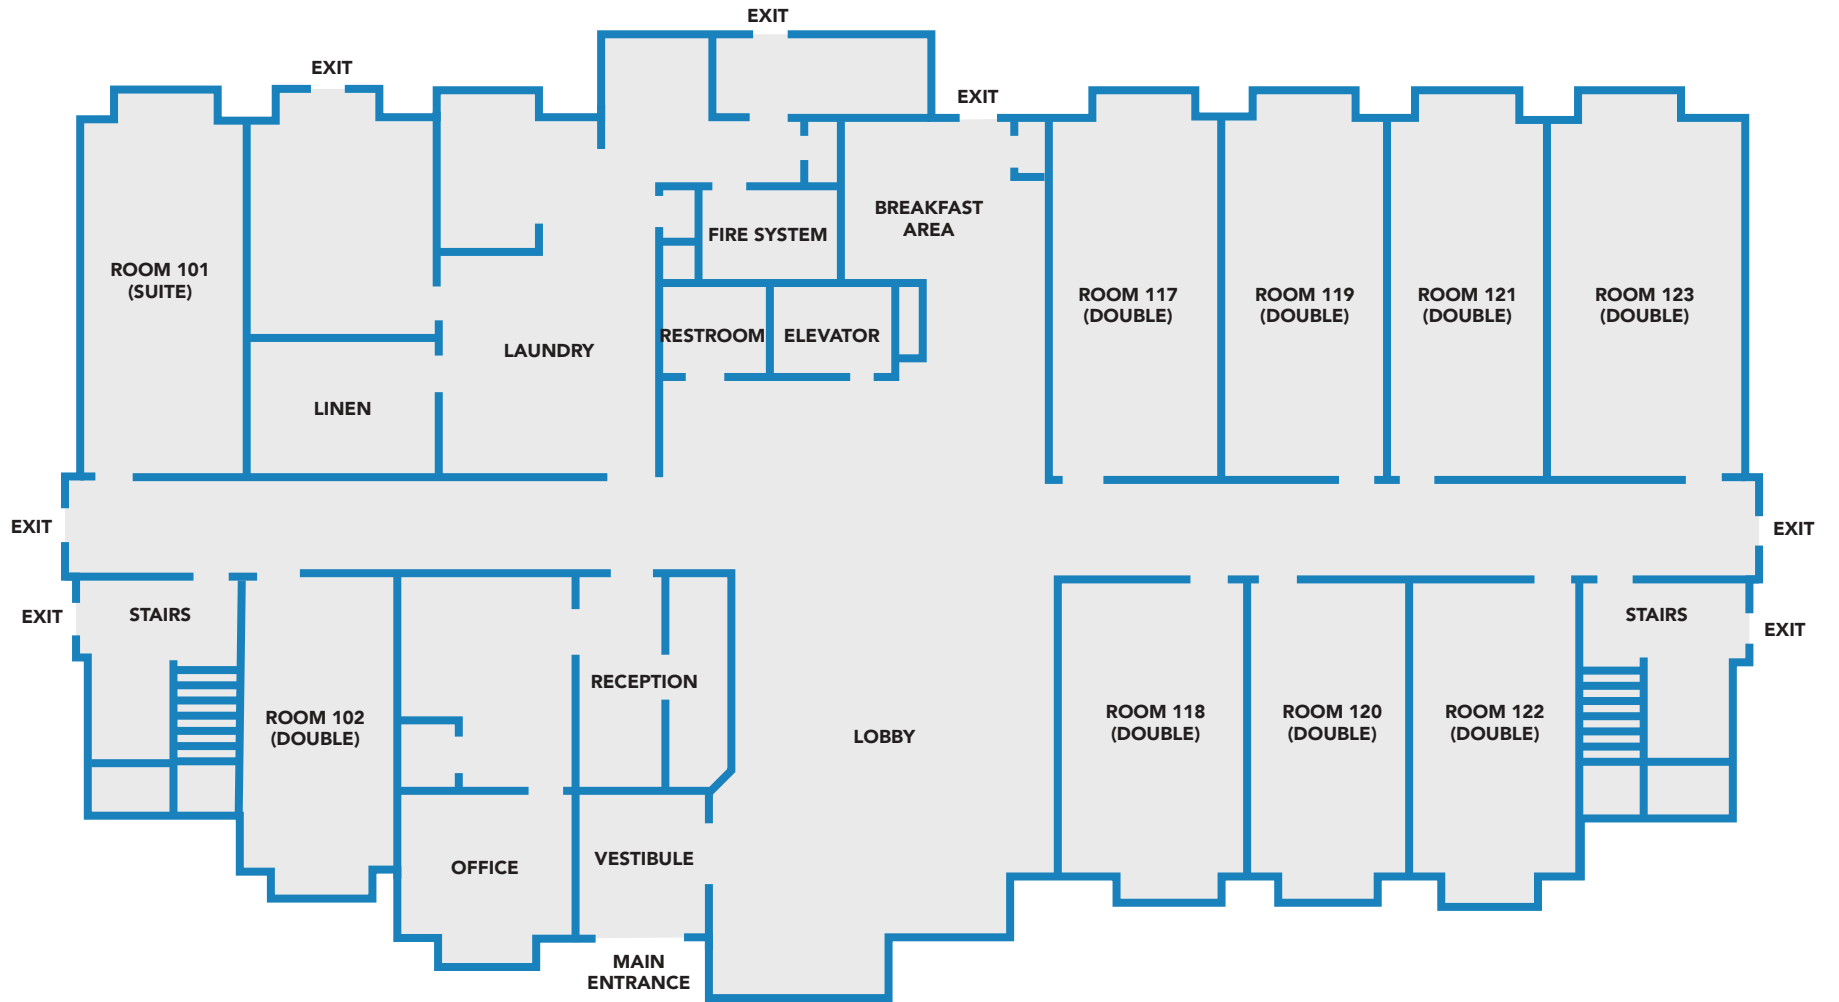 EXIT
EXIT
EXIT
BREAKFAST
AREA
FIRE SYSTEM
ROOM 101
(SUITE)
ROOM 117
(DOUBLE)
ROOM 119
(DOUBLE)
ROOM 121
(DOUBLE)
ROOM 123
(DOUBLE)
RESTROOM
ELEVATOR
LAUNDRY
LINEN
EXIT
EXIT
EXIT
STAIRS
STAIRS
EXIT
RECEPTION
ROOM 102
(DOUBLE)
LOBBY
ROOM 118
(DOUBLE)
ROOM 120
(DOUBLE)
ROOM 122
(DOUBLE)
OFFICE
VESTIBULE
MAIN
ENTRANCE